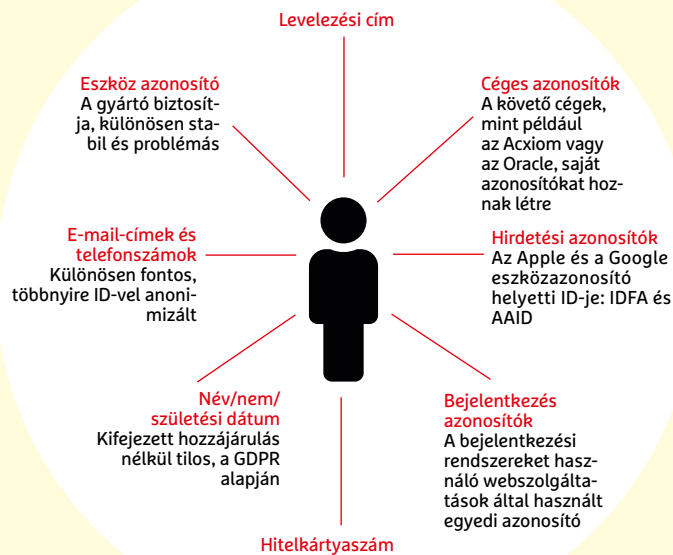 Levelezési cím
Eszköz azonosító
A gyártó biztosít-
ja, különösen sta-
bil és problémás
Céges azonosítók
A követő cégek,
mint például
az Acxiom vagy
az Oracle, saját
azonosítókat hoz-
nak létre
E-mail-címek és
telefonszámok
Különösen fontos,
többnyire ID-vel anoni-
mizált
Hirdetési azonosítók
Az Apple és a Google
eszközazonosító
helyetti ID-je: IDFA és
AAID
Név/nem/
születési dátum
Kifejezett hozzájárulás
nélkül tilos, a GDPR
alapján
Bejelentkezés
azonosítók
A bejelentkezési
rendszereket hasz-
náló webszolgálta-
tások által használt
egyedi azonosító
Hitelkártyaszám